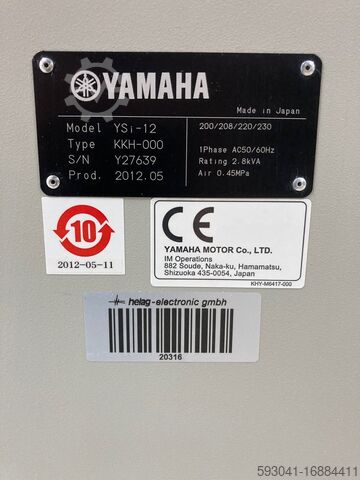 YAMAHA
Made in Japan
Model YSi-12
200/208/220/230
Type KKH-000
1Phase AC50/60Hz
S/N Y27639
Rating 2.8kVA
Prod. 2012.05
Air 0.45MPa
10
2012-05-11
CE
YAMAHA MOTOR Co., LTD.
IM Operations
882 Soude, Naka-ku, Hamamatsu,
Shizuoka 435-0054, Japan
KHY-M6417-000
helag-electronic gmbh
20316
593041-16884411